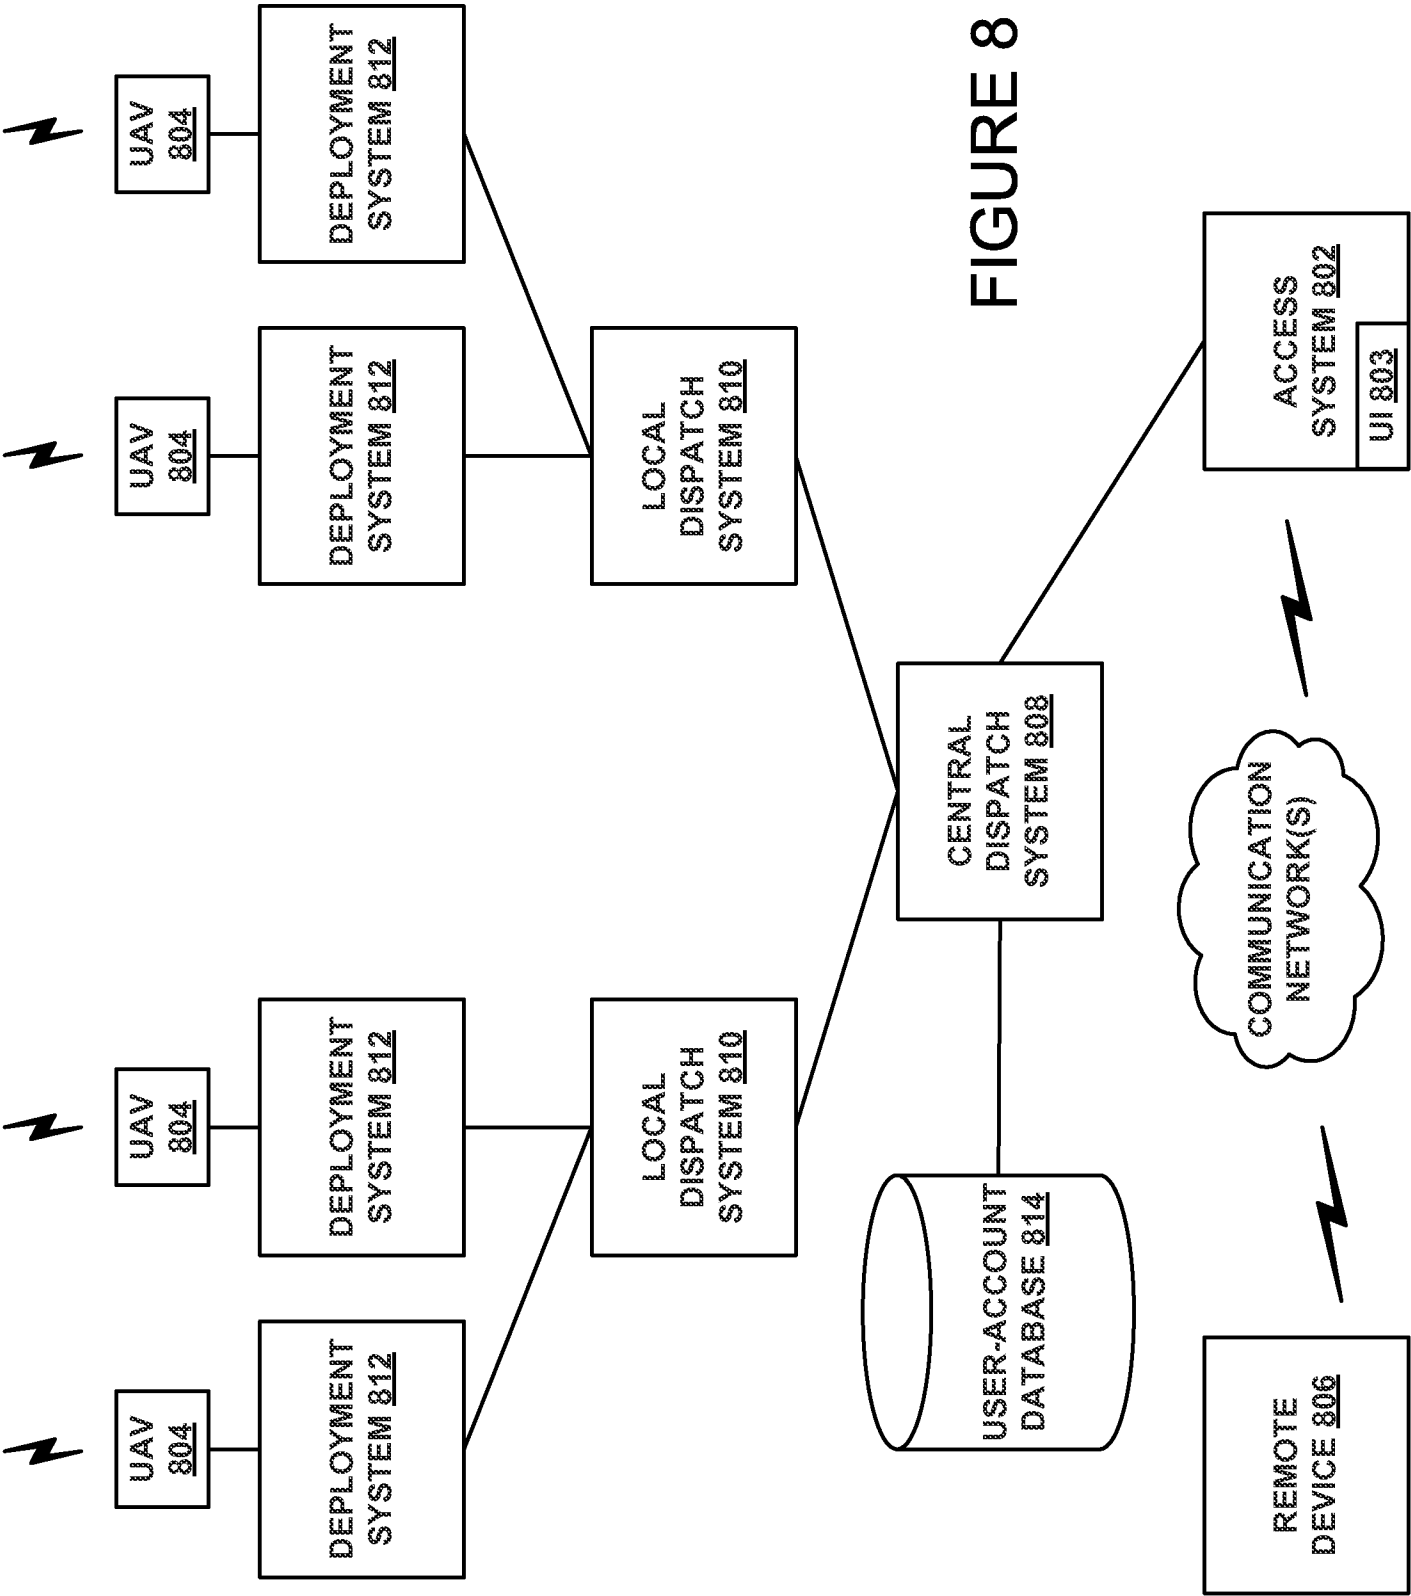 UAV
804
UAV
804
UAV
804
UAV
804
DEPLOYMENT
SYSTEM 812
DEPLOYMENT
SYSTEM 812
DEPLOYMENT
SYSTEM 812
DEPLOYMENT
SYSTEM 812
LOCAL
DISPATCH
SYSTEM 810
LOCAL
DISPATCH
SYSTEM 810
USER-ACCOUNT
DATABASE 814
CENTRAL
DISPATCH
SYSTEM 808
FIGURE 8
REMOTE
DEVICE 806
COMMUNICATION
NETWORK(S)
ACCESS
SYSTEM 802
UI 803